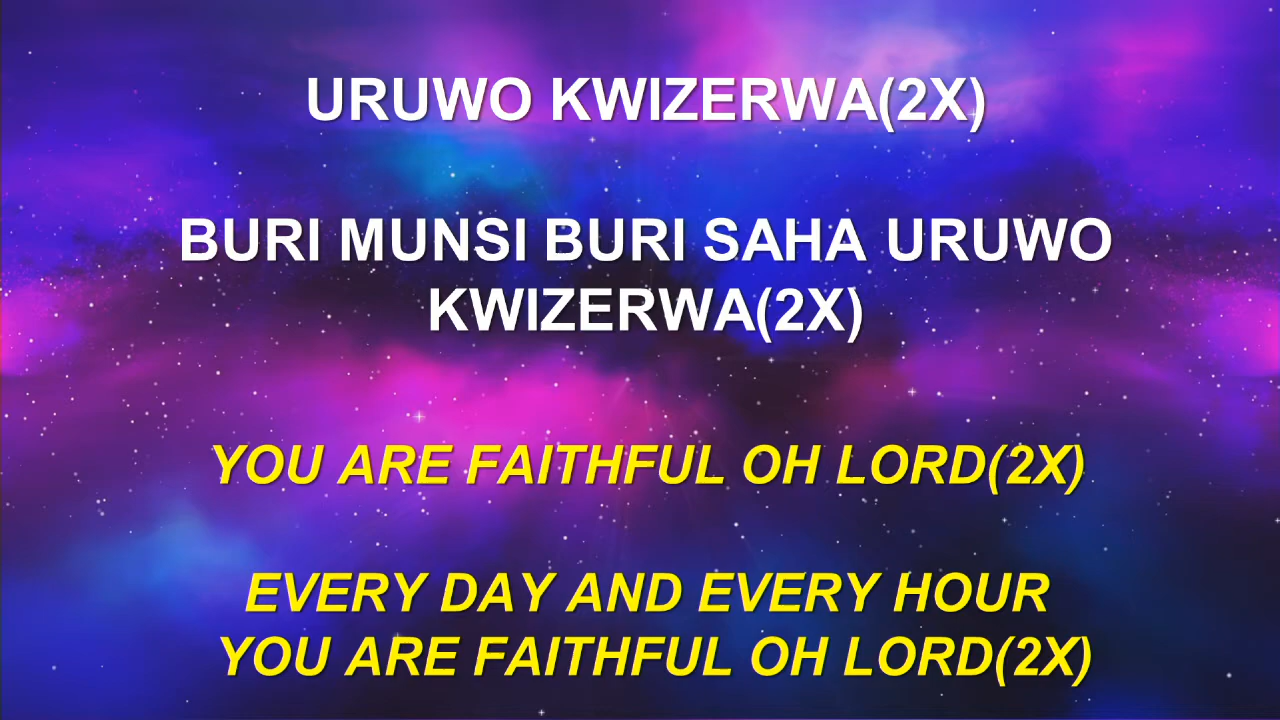 URUWO KWIZERWA(2X)
BURI MUNSI BURI SAHA URUWO
KWIZERWA(2X)
YOU ARE FAITHFUL OH LORD(2X)
EVERY DAY AND EVERY HOUR
YOU ARE FAITHFUL OH LORD(2X)